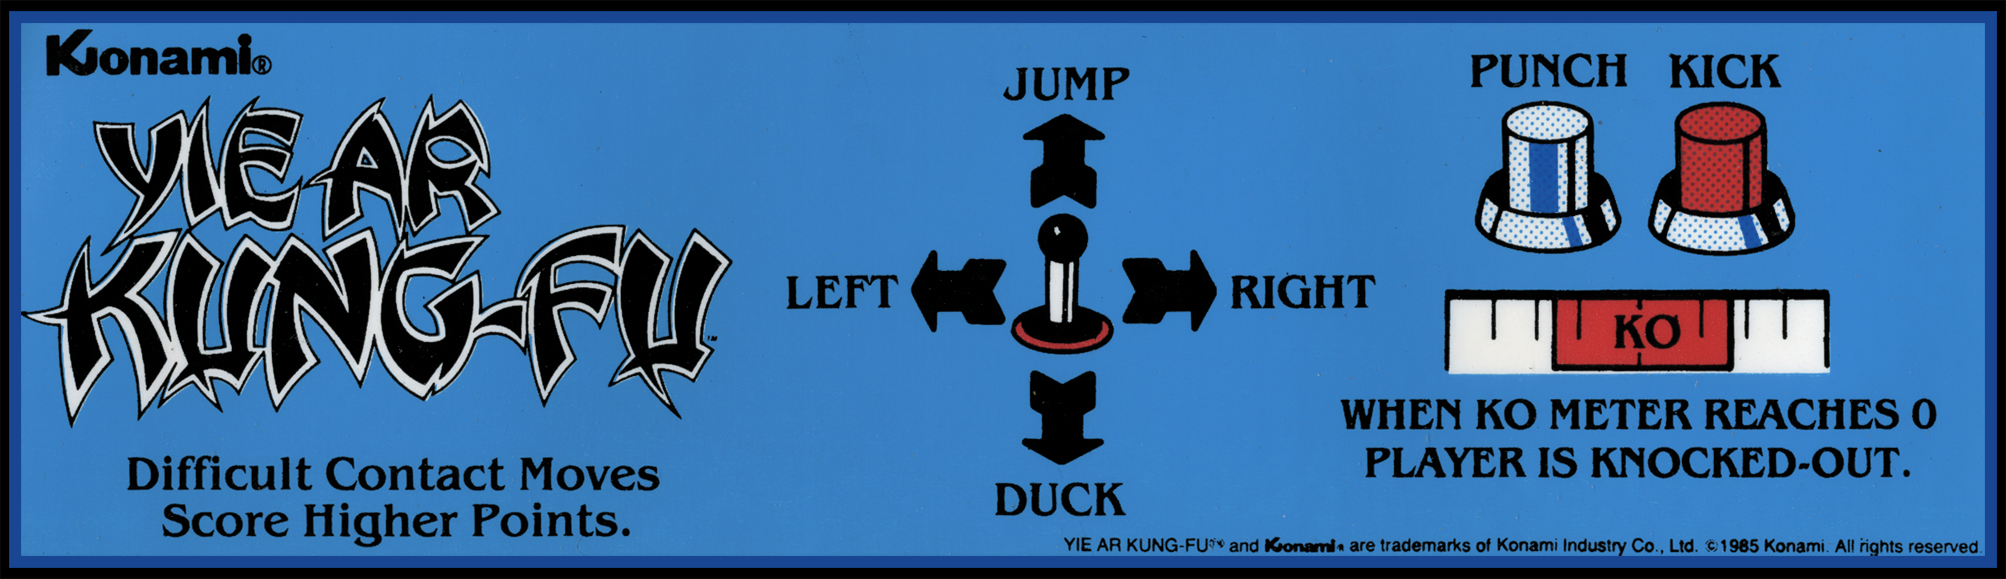 Konami®
YIE AR
KUNG-FU™
Difficult Contact Moves
Score Higher Points.
JUMP
LEFT
RIGHT
DUCK
PUNCH KICK
KO
WHEN KO METER REACHES 0
PLAYER IS KNOCKED-OUT.
YIE AR KUNG-FU™ and Konami® are trademarks of Konami Industry Co., Ltd. ©1985 Konami. All rights reserved.